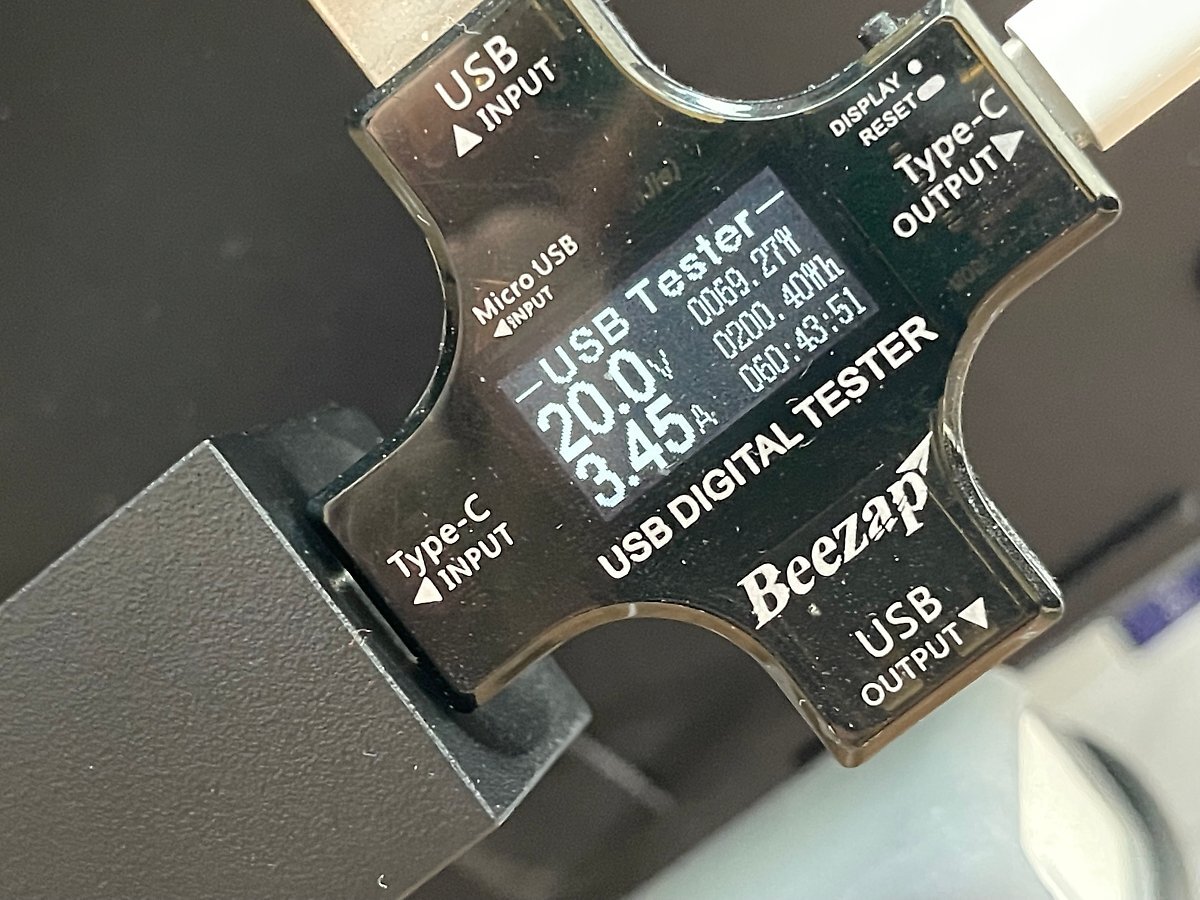 USB
▲INPUT
DISPLAY ●
RESET
Type-C
OUTPUT▶
Micro USB
◀INPUT
—USB Tester—
20.0V
3.45A
0069.27W
0200.40Wh
060:43:51
USB DIGITAL TESTER
Type-C
◀INPUT
Beezap
USB
OUTPUT▼